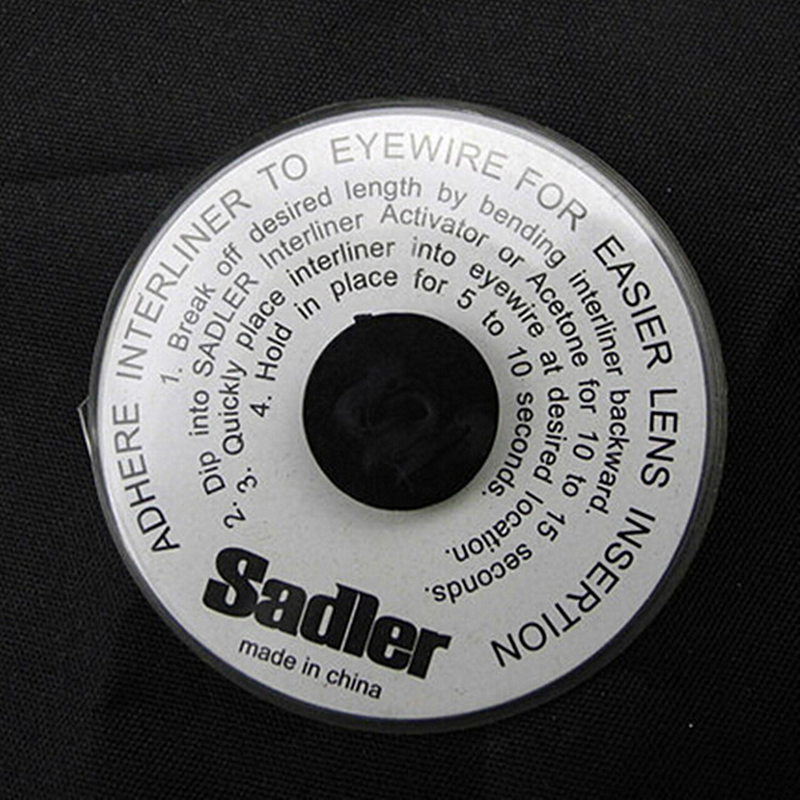 ADHERE INTERLINER TO EYEWIRE FOR EASIER LENS INSERTION
1. Break off desired length by bending interliner backward.
2. Dip into SADLER Interliner Activator or Acetone for 10 to 15 seconds.
3. Quickly place interliner into eyewire at desired location.
4. Hold in place for 5 to 10 seconds.
Sadler
made in china